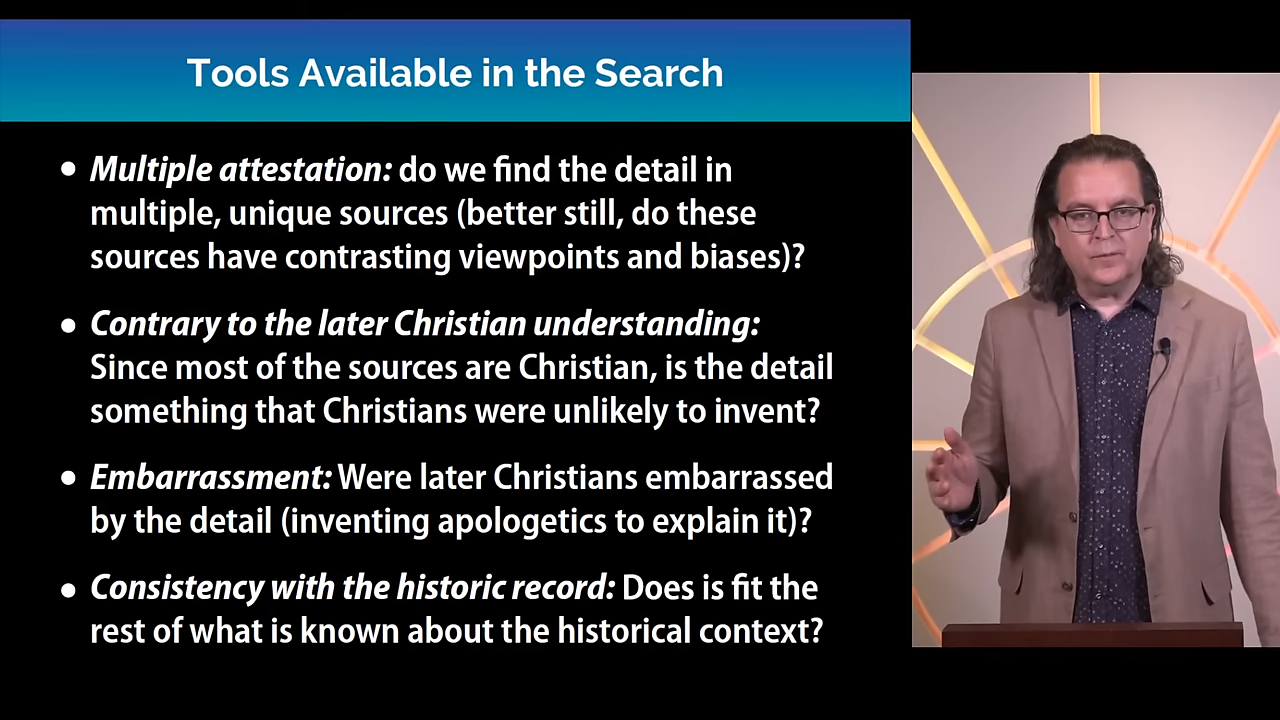 Tools Available in the Search
• Multiple attestation: do we find the detail in
multiple, unique sources (better still, do these
sources have contrasting viewpoints and biases)?
• Contrary to the later Christian understanding:
Since most of the sources are Christian, is the detail
something that Christians were unlikely to invent?
• Embarrassment: Were later Christians embarrassed
by the detail (inventing apologetics to explain it)?
• Consistency with the historic record: Does is fit the
rest of what is known about the historical context?